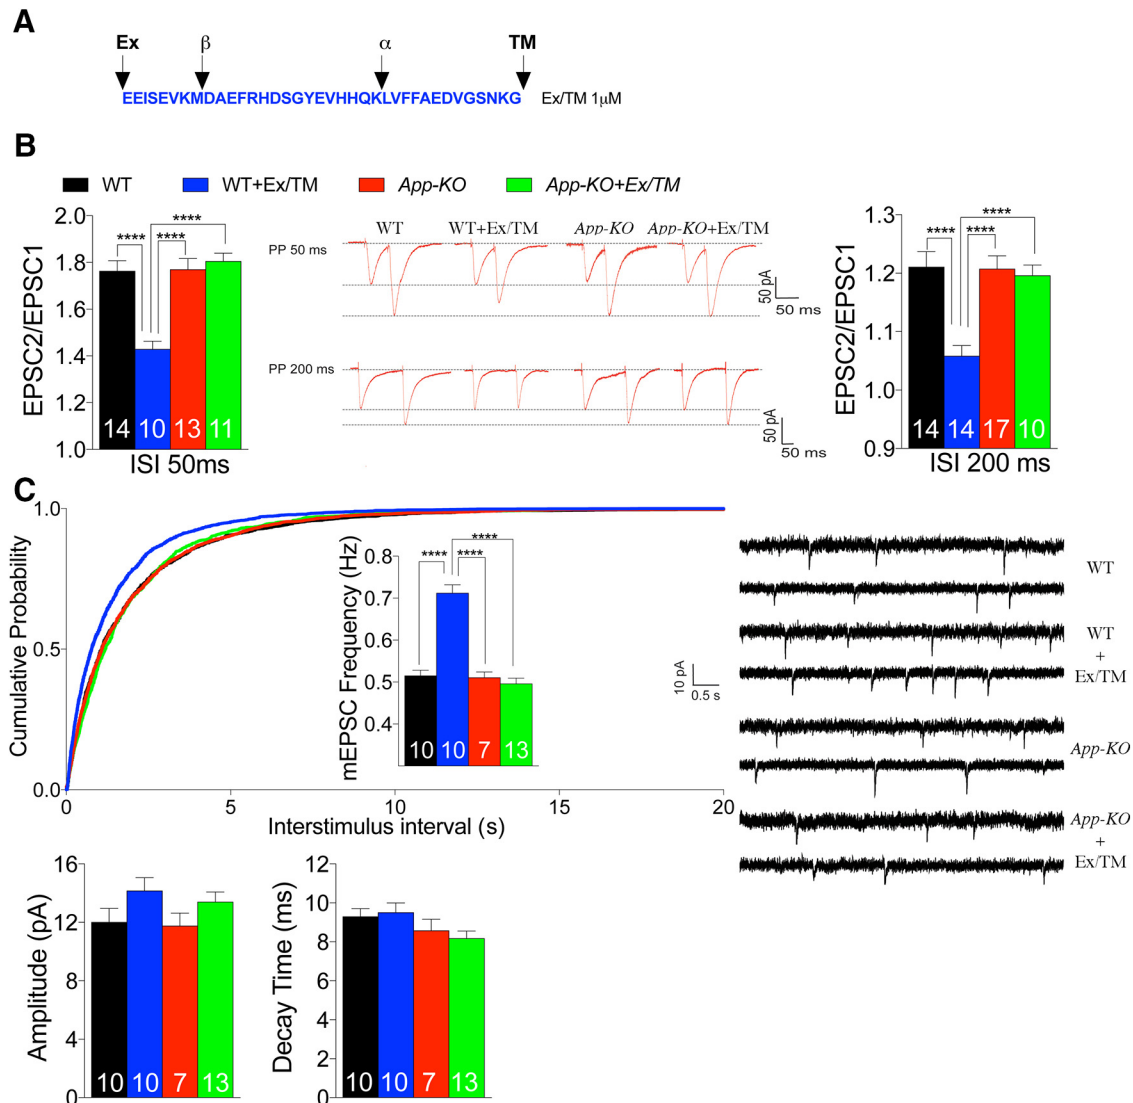 A
Ex β α TM
EEISEVKMDAEFRHDSGYEVHHQKLVFFAEDVGSNKG Ex/TM 1μM
B
WT WT+Ex/TM App-KO App-KO+Ex/TM
EPSC2/EPSC1
2.0
1.8
1.6
1.4
1.2
1.0
**** ****
****
14 10 13 11
ISI 50ms
WT WT+Ex/TM App-KO App-KO+Ex/TM
PP 50 ms
50 pA
50 ms
PP 200 ms
50 pA
50 ms
EPSC2/EPSC1
1.3
1.2
1.1
1.0
0.9
****
**** ****
14 14 17 10
ISI 200 ms
C
Cumulative Probability
1.0
0.5
0.0
0 5 10 15 20
Interstimulus interval (s)
mEPSC Frequency (Hz)
0.8
0.7
0.6
0.5
0.4
****
**** ****
10 10 7 13
10 pA
0.5 s
WT
WT
+
Ex/TM
App-KO
App-KO
+
Ex/TM
Amplitude (pA)
16
12
8
4
0
10 10 7 13
Decay Time (ms)
12
10
8
6
4
2
0
10 10 7 13